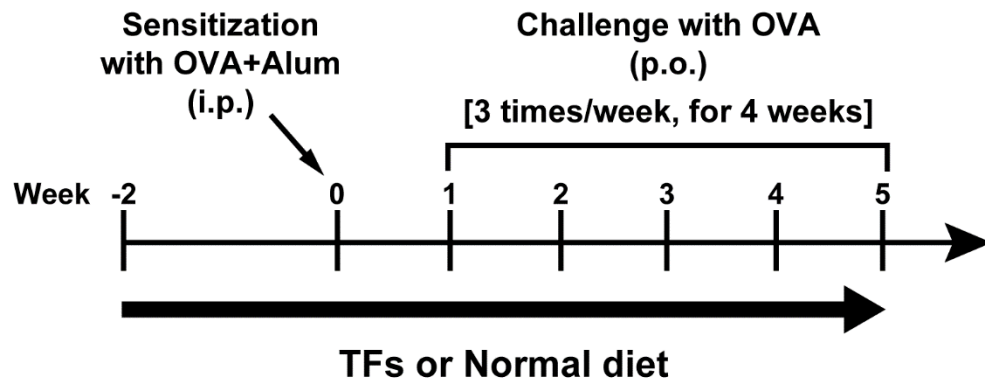 Sensitization
with OVA+Alum
(i.p.)
Challenge with OVA
(p.o.)
[3 times/week, for 4 weeks]
Week -2 0 1 2 3 4 5
TFs or Normal diet